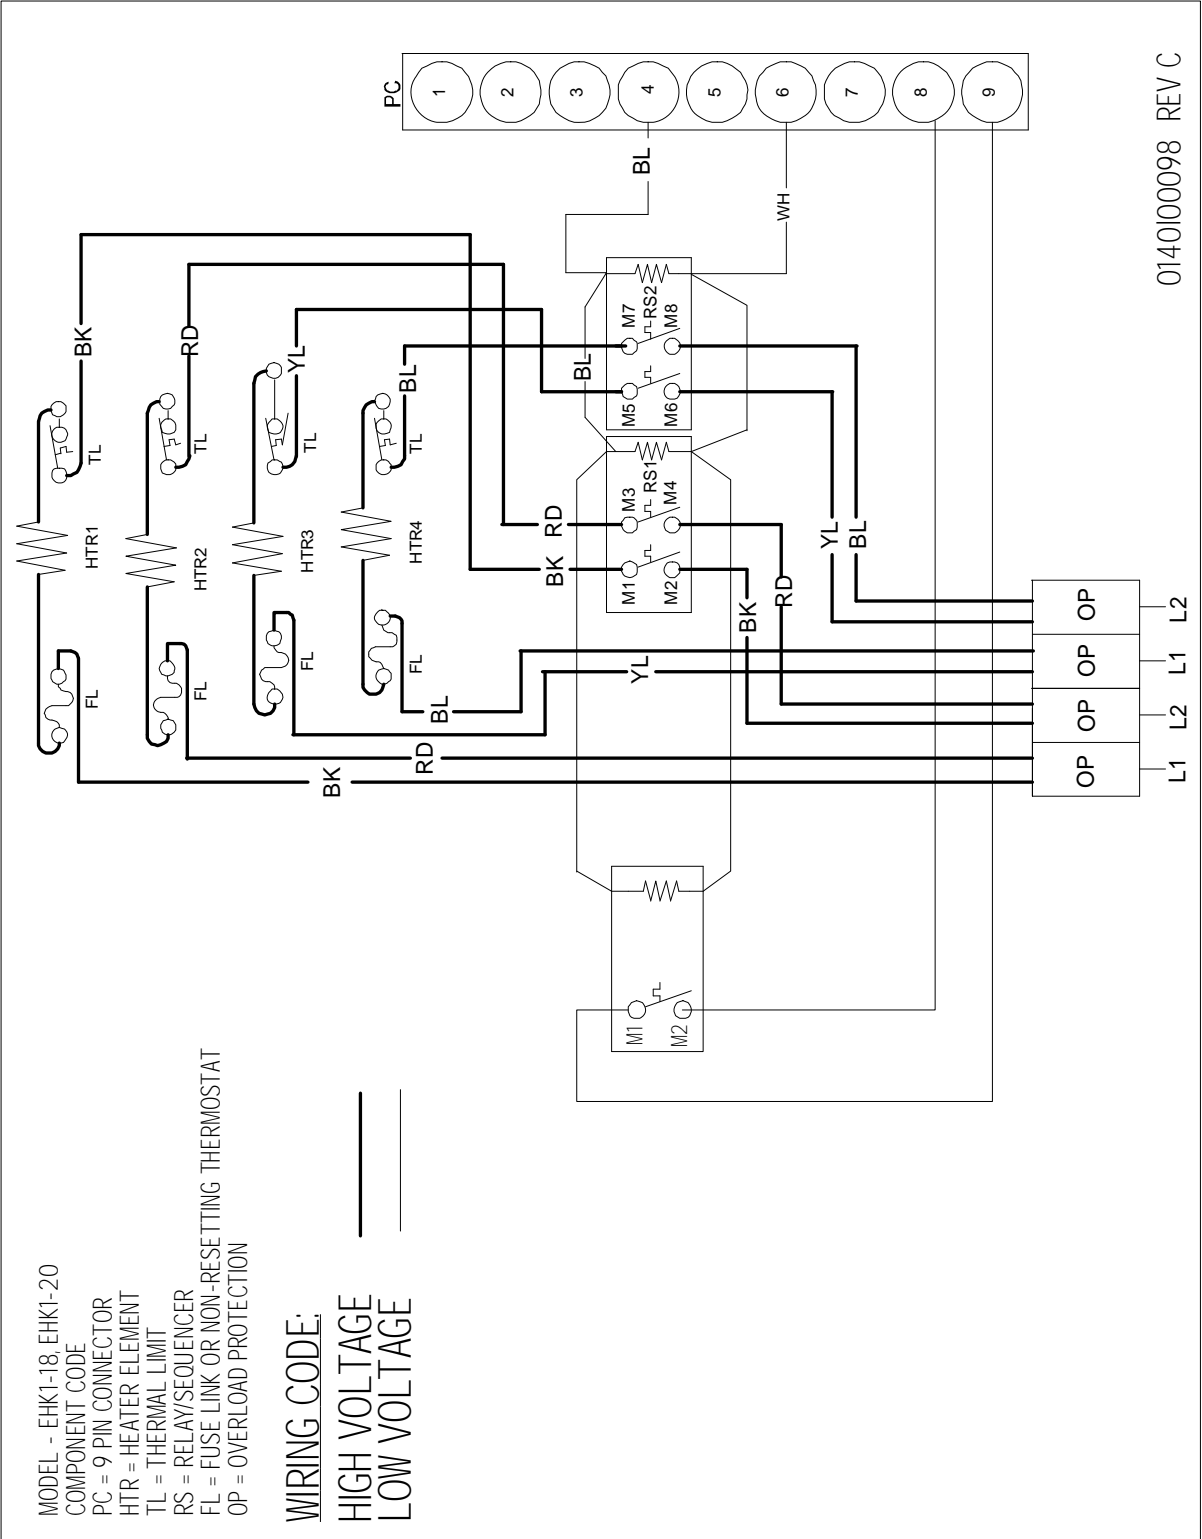 MODEL - EHK1-18, EHK1-20
COMPONENT CODE
PC = 9 PIN CONNECTOR
HTR = HEATER ELEMENT
TL = THERMAL LIMIT
RS = RELAY/SEQUENCER
FL = FUSE LINK OR NON-RESETTING THERMOSTAT
OP = OVERLOAD PROTECTION
WIRING CODE:
HIGH VOLTAGE
LOW VOLTAGE
FL
HTR1
TL
BK
FL
HTR2
TL
RD
FL
HTR3
TL
YL
FL
HTR4
TL
BL
BK
RD
BL
YL
PC
1
2
3
4
5
6
7
8
9
BL
WH
BK
RD
BL
M1
M3
M5
M7
RS1
RS2
M2
M4
M6
M8
M1
M2
BK
RD
YL
BL
OP
OP
OP
OP
L1
L2
L1
L2
0140I00098 REV C